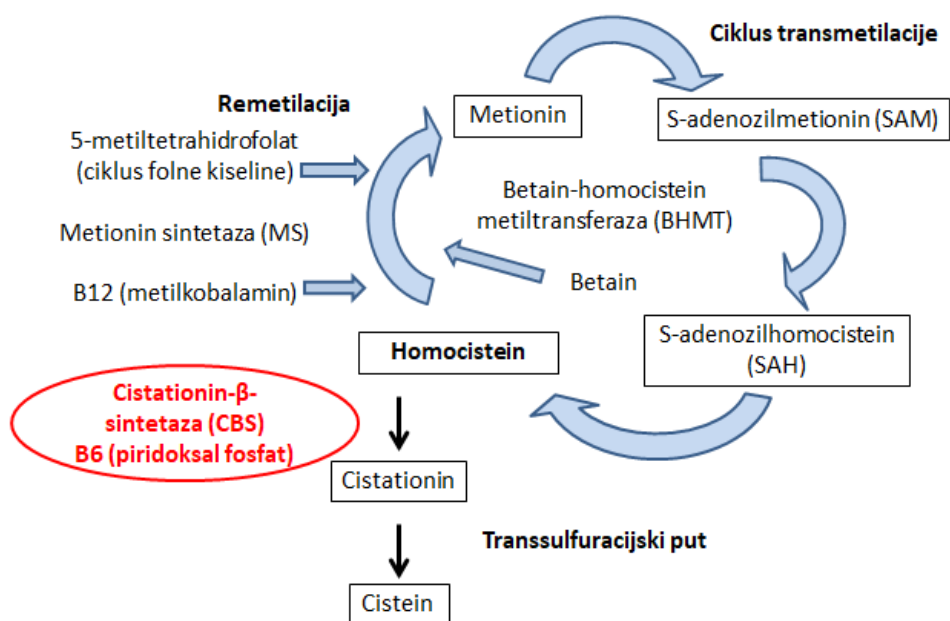 Ciklus transmetilacije
Remetilacija
Metionin
S-adenozilmetionin (SAM)
5-metiltetrahidrofolat
(ciklus folne kiseline)
Betain-homocistein
metiltransferaza (BHMT)
Metionin sintetaza (MS)
Betain
B12 (metilkobalamin)
S-adenozilhomocistein
(SAH)
Homocistein
Cistationin-β-
sintetaza (CBS)
B6 (piridoksal fosfat)
Cistationin
Transsulfuracijski put
Cistein